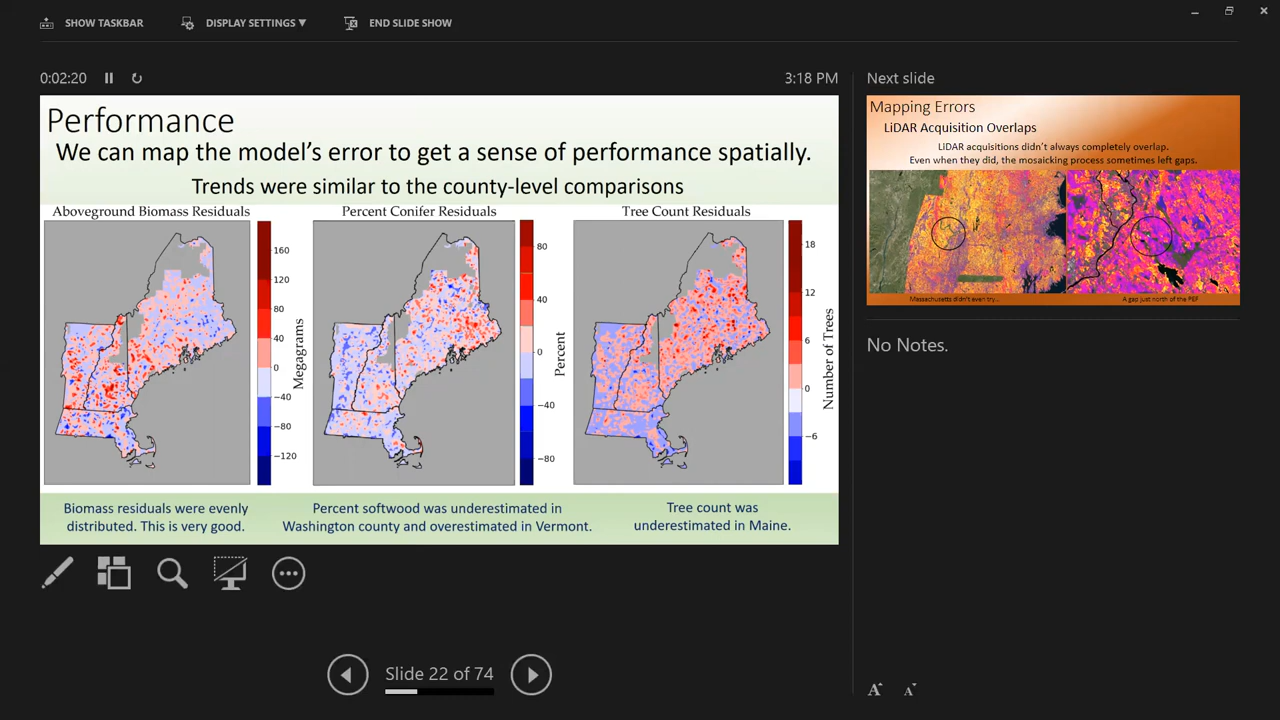 SHOW TASKBAR
DISPLAY SETTINGS ▼
END SLIDE SHOW
0:02:20
3:18 PM
Performance
We can map the model's error to get a sense of performance spatially.
Trends were similar to the county-level comparisons
Aboveground Biomass Residuals
160
120
80
40
0
−40
−80
−120
Megagrams
Percent Conifer Residuals
80
40
0
−40
−80
Percent
Tree Count Residuals
18
12
6
0
−6
Number of Trees
Biomass residuals were evenly
distributed. This is very good.
Percent softwood was underestimated in
Washington county and overestimated in Vermont.
Tree count was
underestimated in Maine.
Slide 22 of 74
Next slide
Mapping Errors
LiDAR Acquisition Overlaps
LiDAR acquisitions didn't always completely overlap.
Even when they did, the mosaicking process sometimes left gaps.
Massachusetts didn't even try...
A gap just north of the PEF
No Notes.
A
A